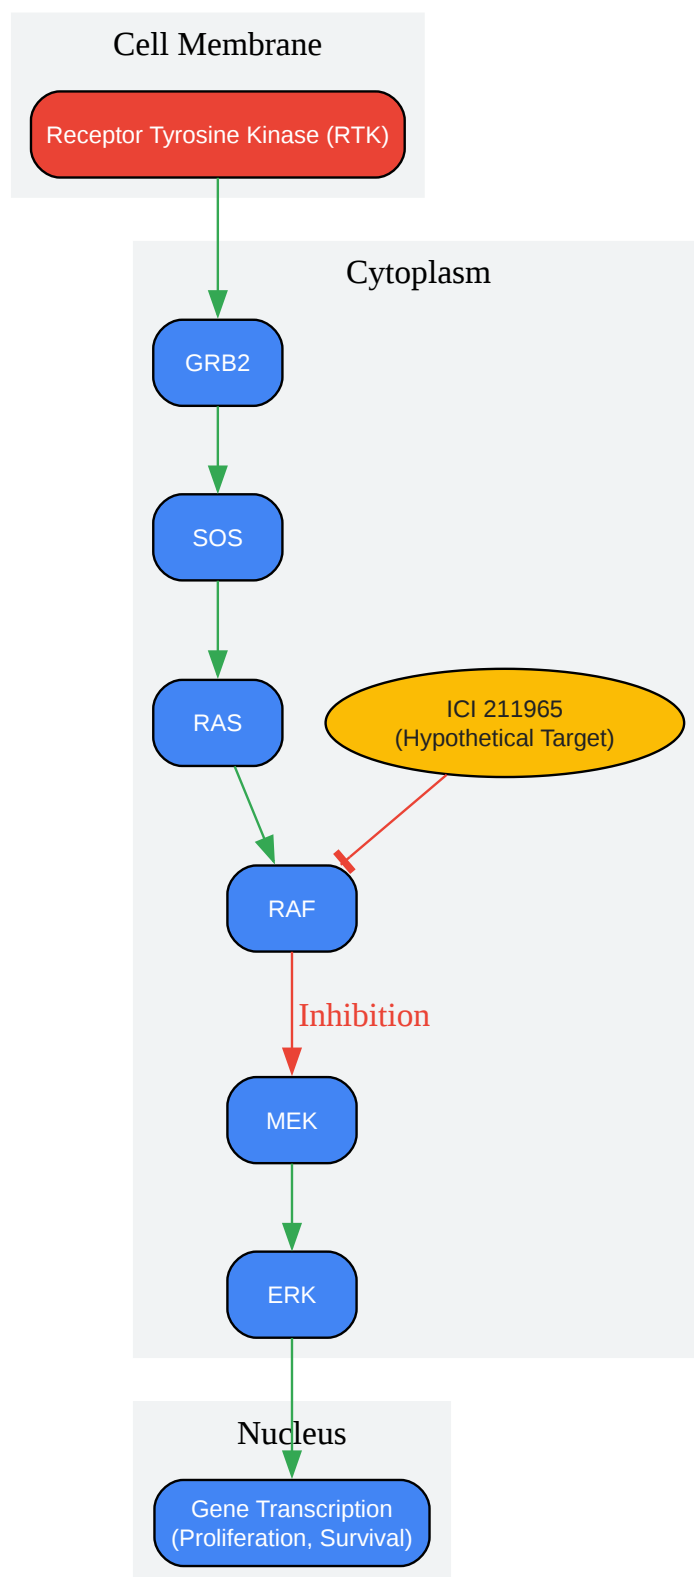 Cell Membrane
Receptor Tyrosine Kinase (RTK)
Cytoplasm
GRB2
SOS
RAS
ICI 211965
(Hypothetical Target)
RAF
Inhibition
MEK
ERK
Nucleus
Gene Transcription
(Proliferation, Survival)